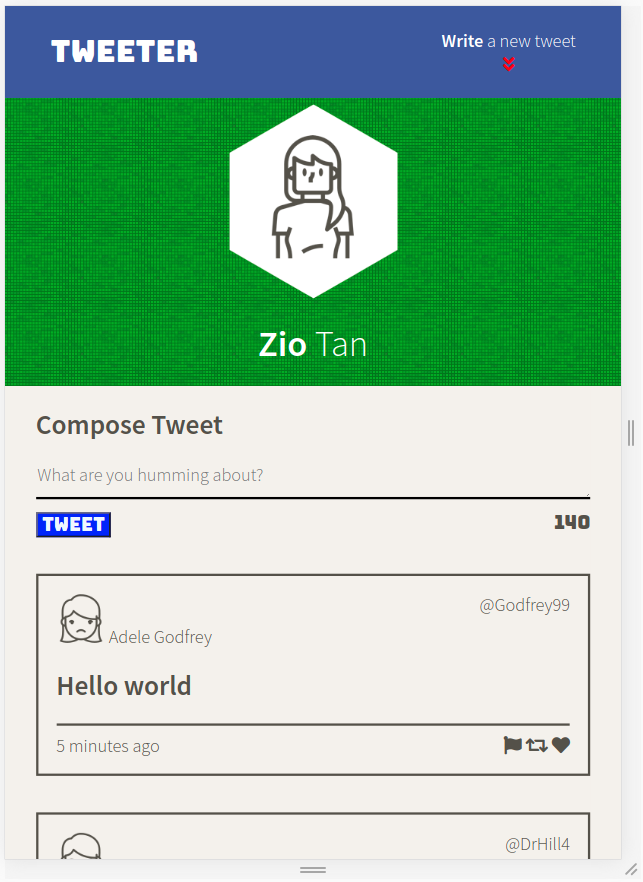 TWEETER
Write a new tweet
Zio Tan
Compose Tweet
What are you humming about?
TWEET
140
@Godfrey99
Adele Godfrey
Hello world
5 minutes ago
@DrHill4